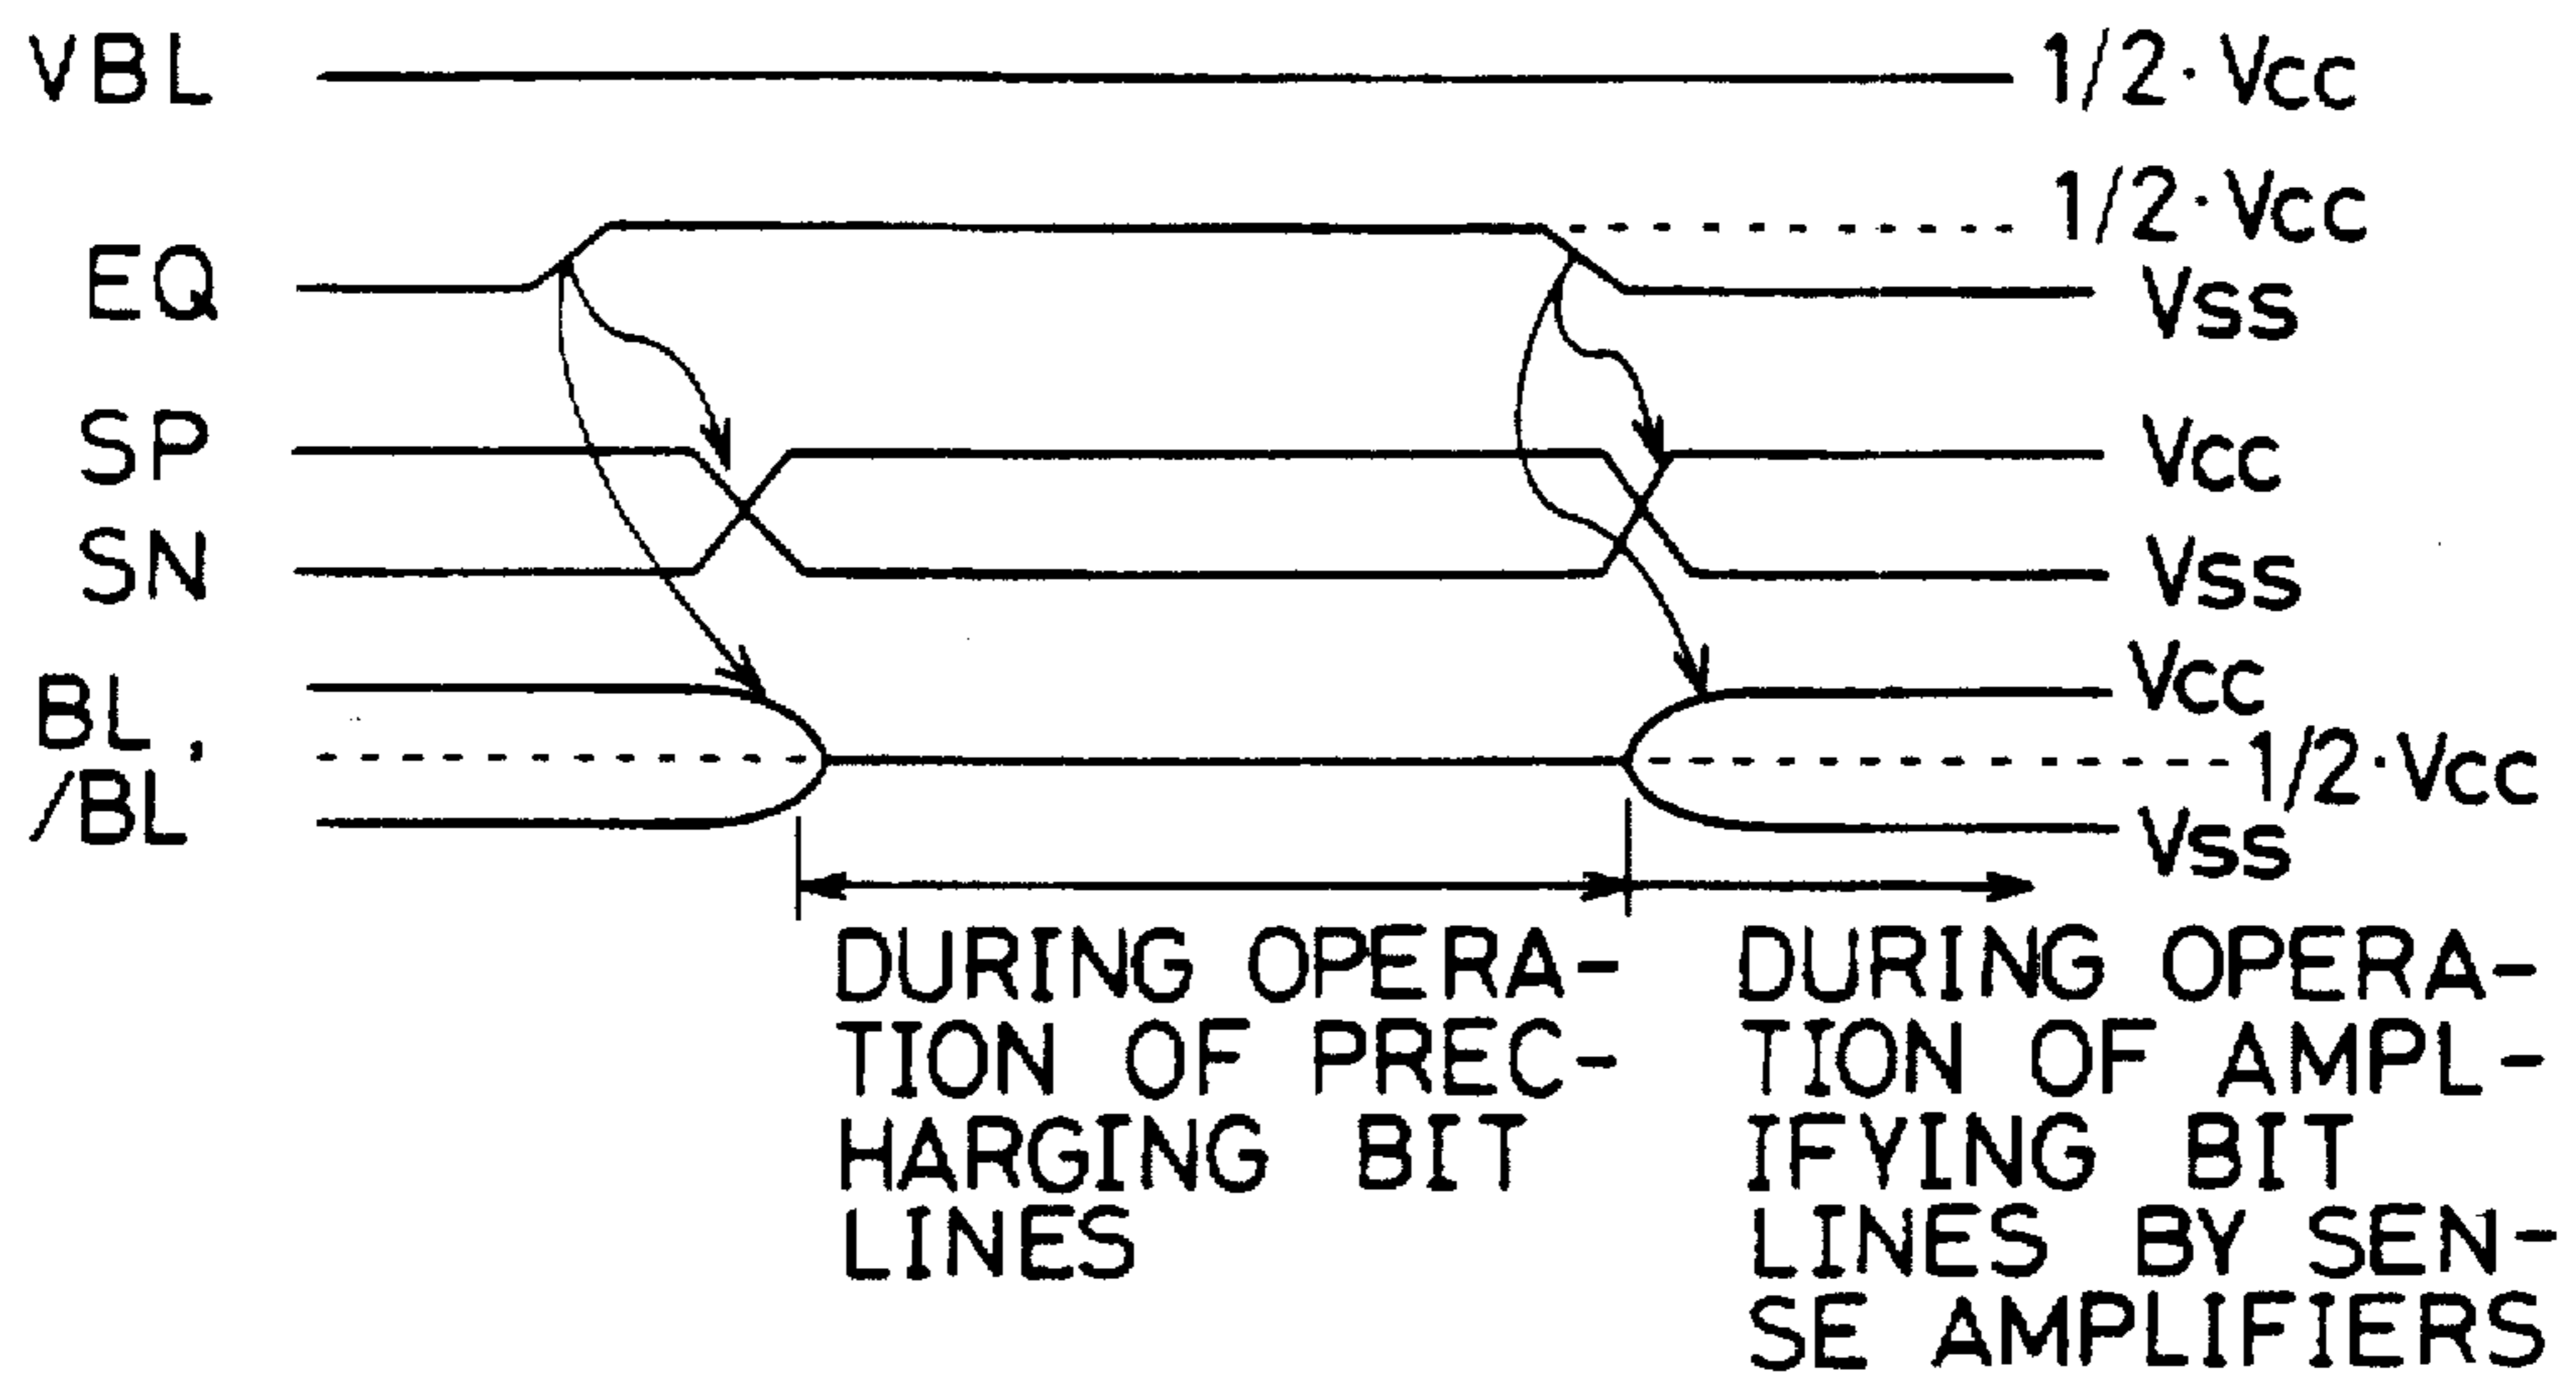 VBL
1/2·Vcc
1/2·Vcc
EQ
Vss
SP
Vcc
SN
Vss
BL,
Vcc
1/2·Vcc
/BL
Vss
DURING OPERA-
TION OF PREC-
HARGING BIT
LINES
DURING OPERA-
TION OF AMPL-
IFYING BIT
LINES BY SEN-
SE AMPLIFIERS